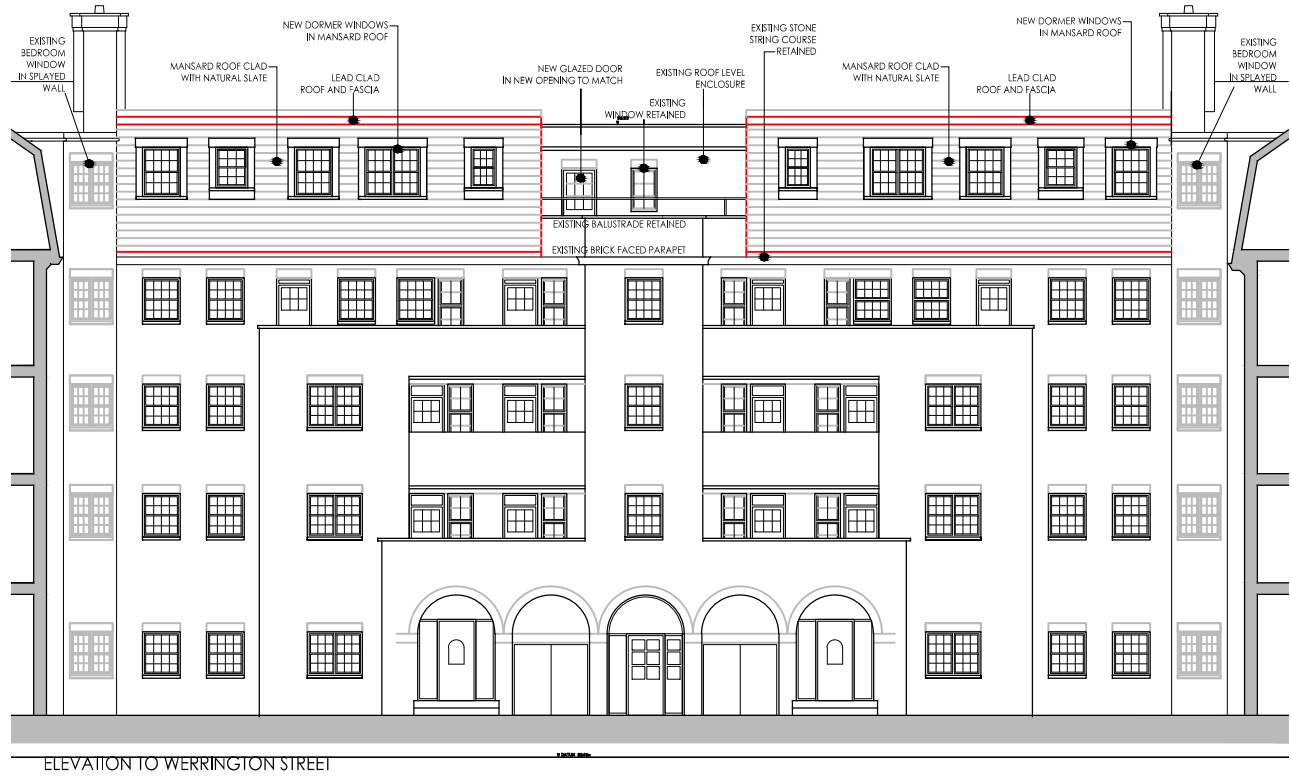 EXISTING
BEDROOM
WINDOW
IN SPLAYED
WALL
MANSARD ROOF CLAD
WITH NATURAL SLATE
NEW DORMER WINDOWS
IN MANSARD ROOF
LEAD CLAD
ROOF AND FASCIA
NEW GLAZED DOOR
IN NEW OPENING TO MATCH
EXISTING
WINDOW RETAINED
EXISTING ROOF LEVEL
ENCLOSURE
EXISTING STONE
STRING COURSE
RETAINED
MANSARD ROOF CLAD
WITH NATURAL SLATE
LEAD CLAD
ROOF AND FASCIA
NEW DORMER WINDOWS
IN MANSARD ROOF
EXISTING
BEDROOM
WINDOW
IN SPLAYED
WALL
EXISTING BALUSTRADE RETAINED
EXISTING BRICK FACED PARAPET
ELEVATION TO WERRINGTON STREET